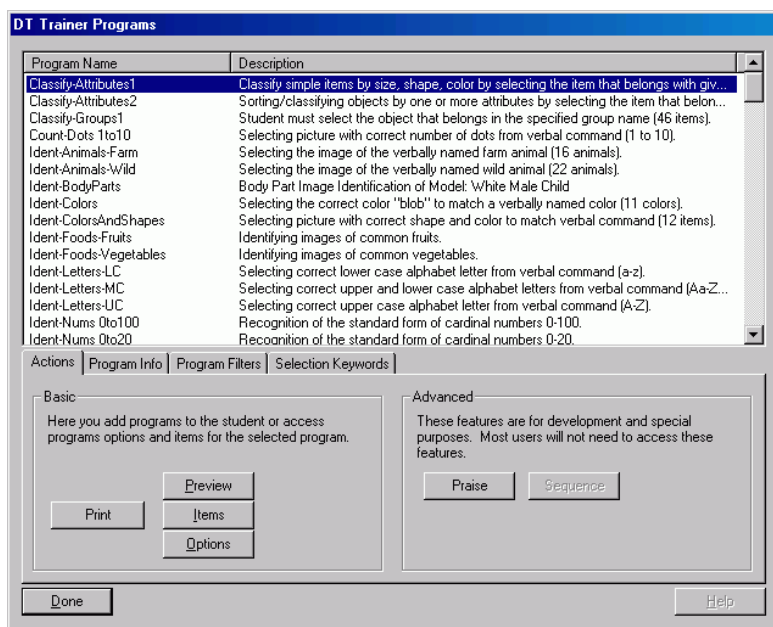 DT Trainer Programs
Program Name Description
Classify-Attributes1 Classify simple items by size, shape, color by selecting the item that belongs with giv...
Classify-Attributes2 Sorting/classifying objects by one or more attributes by selecting the item that belon...
Classify-Groups1 Student must select the object that belongs in the specified group name (46 items).
Count-Dots 1to10 Selecting picture with correct number of dots from verbal command (1 to 10).
Ident-Animals-Farm Selecting the image of the verbally named farm animal (16 animals).
Ident-Animals-Wild Selecting the image of the verbally named wild animal (22 animals).
Ident-BodyParts Body Part Image Identification of Model: White Male Child
Ident-Colors Selecting the correct color "blob" to match a verbally named color (11 colors).
Ident-ColorsAndShapes Selecting picture with correct shape and color to match verbal command (12 items).
Ident-Foods-Fruits Identifying images of common fruits.
Ident-Foods-Vegetables Identifying images of common vegetables.
Ident-Letters-LC Selecting correct lower case alphabet letter from verbal command (a-z).
Ident-Letters-MC Selecting correct upper and lower case alphabet letters from verbal command (Aa-Z...
Ident-Letters-UC Selecting correct upper case alphabet letter from verbal command (A-Z).
Ident-Nums 0to100 Recognition of the standard form of cardinal numbers 0-100.
Ident-Nums 0to20 Recognition of the standard form of cardinal numbers 0-20.
Actions Program Info Program Filters Selection Keywords
Basic
Here you add programs to the student or access
programs options and items for the selected program.
Preview
Print Items
Options
Advanced
These features are for development and special
purposes. Most users will not need to access these
features.
Praise Sequence
Done Help